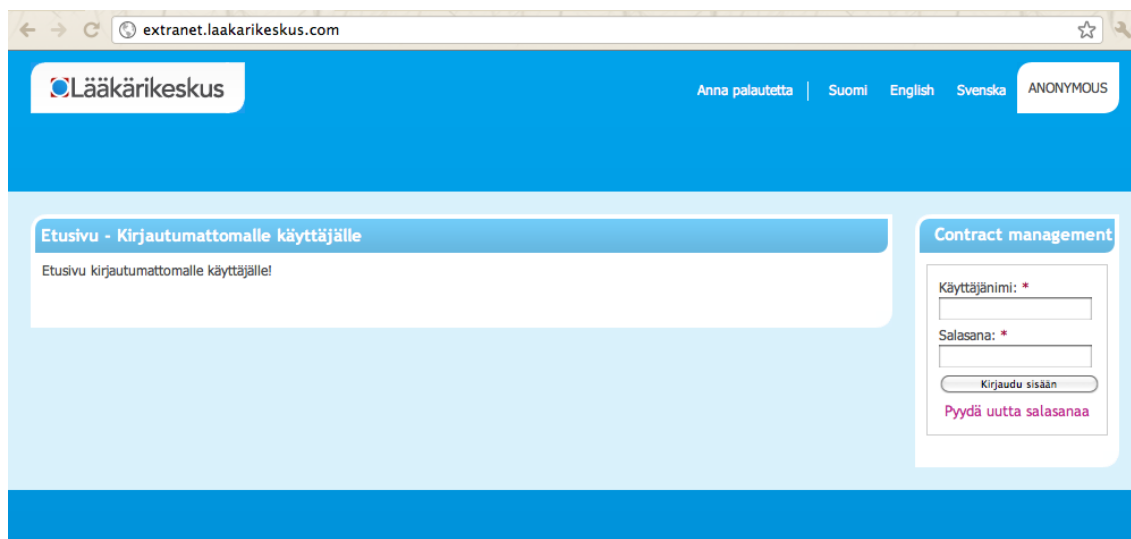 extranet.laakarikeskus.com
Lääkärikeskus
Anna palautetta | Suomi English Svenska ANONYMOUS
Etusivu - Kirjautumattomalle käyttäjälle
Etusivu kirjautumattomalle käyttäjälle!
Contract management
Käyttäjänimi: *
Salasana: *
Kirjaudu sisään
Pyydä uutta salasanaa